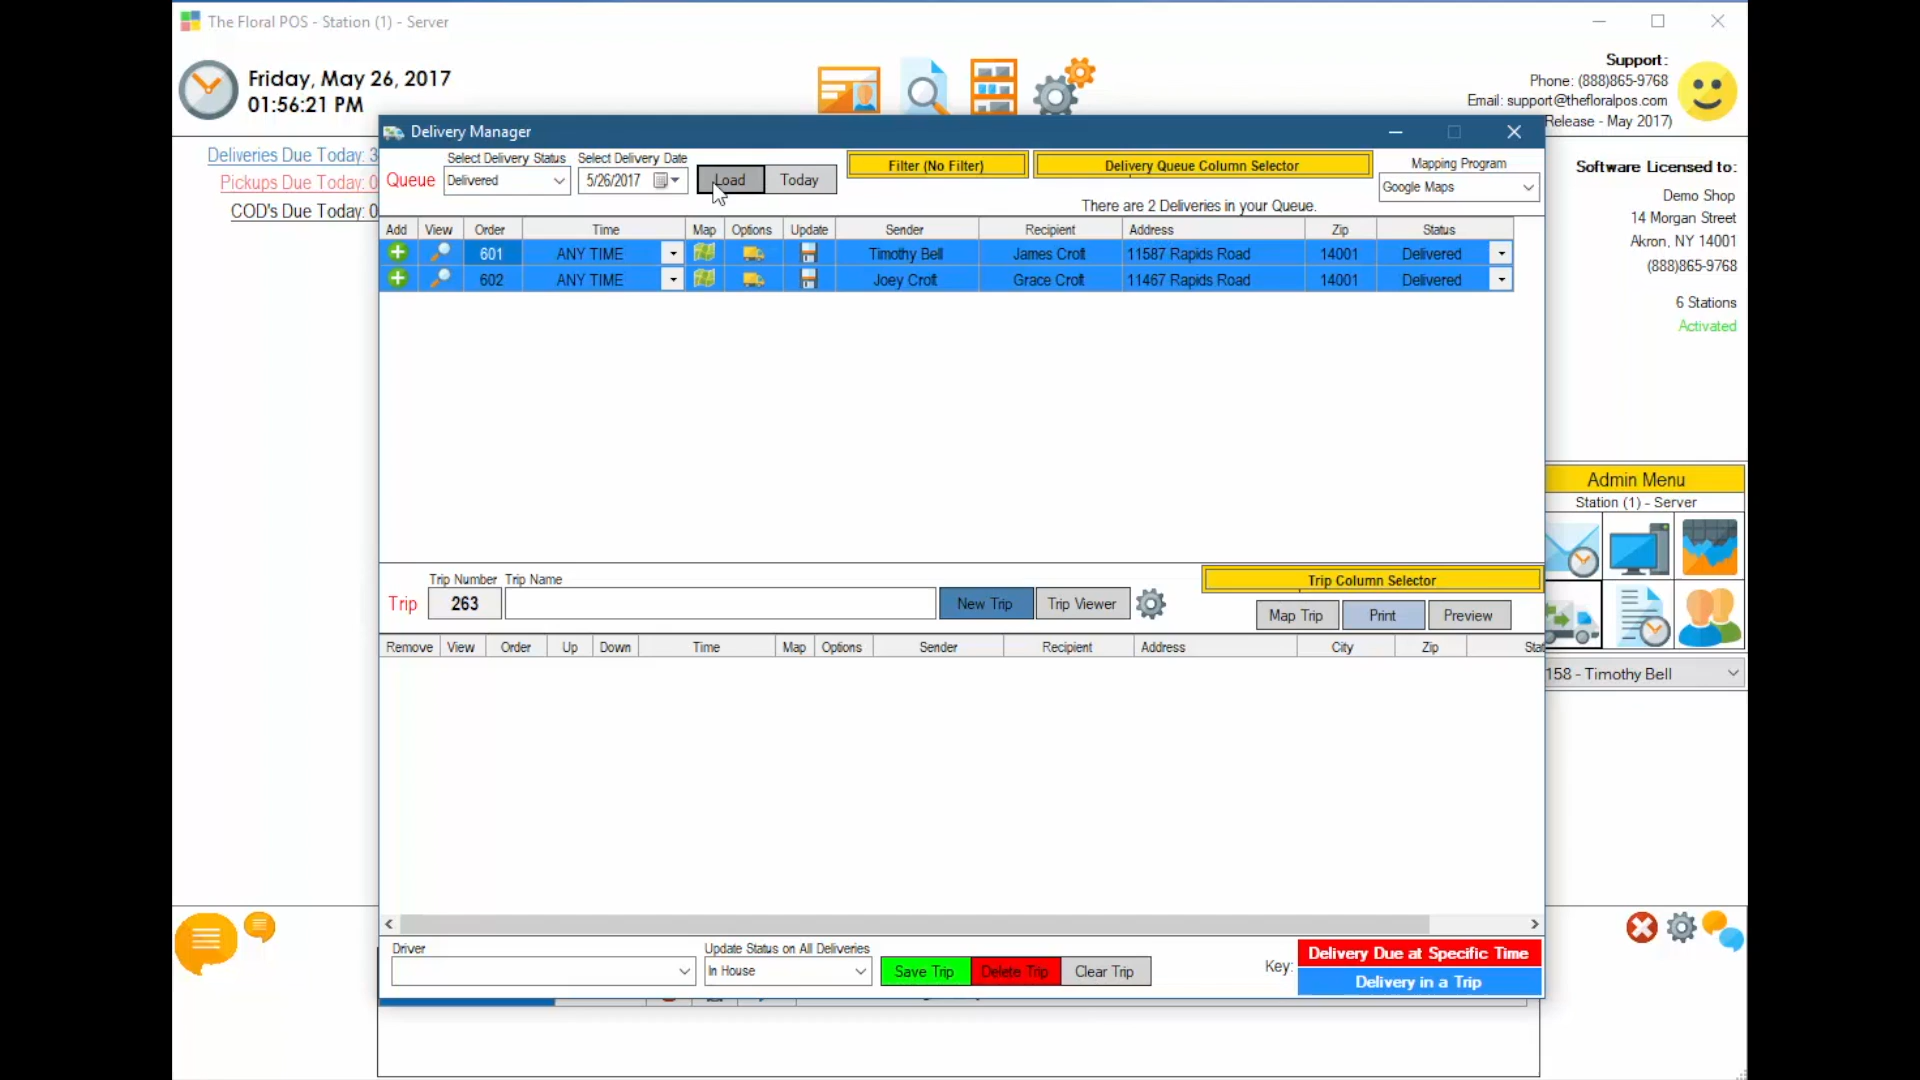 The Floral POS - Station (1) - Server
Friday, May 26, 2017
01:56:21 PM
Support:
Phone: (888)865-9768
Email: support@thefloralpos.com
Release - May 2017)
Deliveries Due Today: 3
Pickups Due Today: 0
COD's Due Today: 0
Delivery Manager
Queue
Select Delivery Status
Delivered
Select Delivery Date
5/26/2017
Load
Today
Filter (No Filter)
Delivery Queue Column Selector
Mapping Program
Google Maps
There are 2 Deliveries in your Queue.
Add View Order Time Map Options Update Sender Recipient Address Zip Status
601 ANY TIME Timothy Bell James Croft 11587 Rapids Road 14001 Delivered
602 ANY TIME Joey Croft Grace Croft 11467 Rapids Road 14001 Delivered
Software Licensed to:
Demo Shop
14 Morgan Street
Akron, NY 14001
(888)865-9768
6 Stations
Activated
Admin Menu
Station (1) - Server
158 - Timothy Bell
Trip
Trip Number
263
Trip Name
New Trip
Trip Viewer
Trip Column Selector
Map Trip
Print
Preview
Remove View Order Up Down Time Map Options Sender Recipient Address City Zip Stat
Driver
Update Status on All Deliveries
In House
Save Trip
Delete Trip
Clear Trip
Key:
Delivery Due at Specific Time
Delivery in a Trip